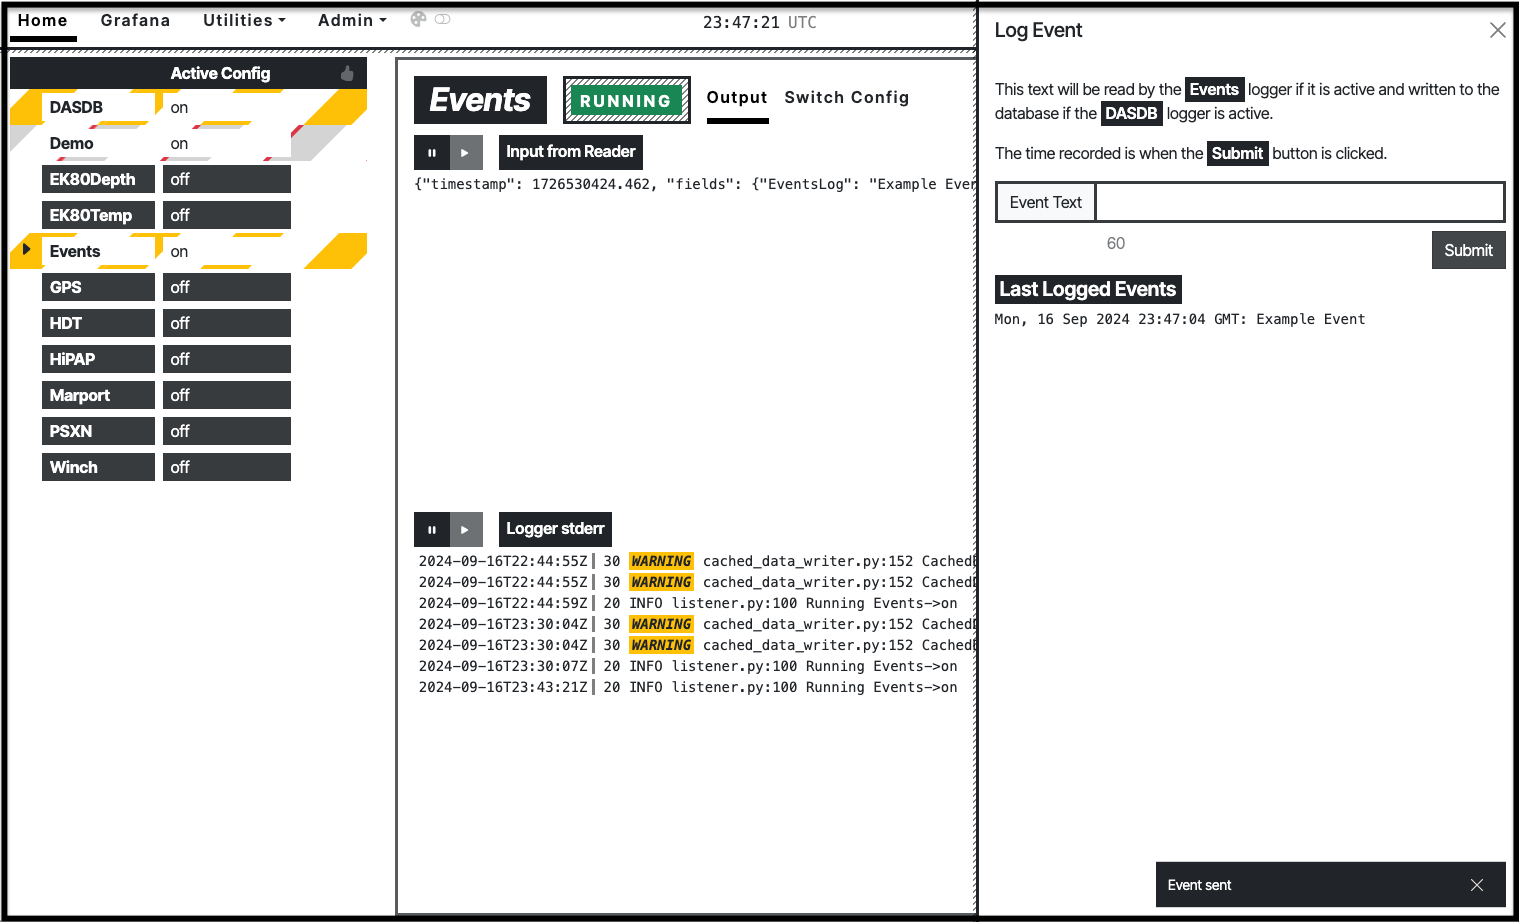 Home Grafana Utilities Admin 23:47:21 UTC
Active Config
DASDB on
Demo on
EK80Depth off
EK80Temp off
Events on
GPS off
HDT off
HiPAP off
Marport off
PSXN off
Winch off
Events RUNNING Output Switch Config
Input from Reader
{"timestamp": 1726530424.462, "fields": {"EventsLog": "Example Even
Logger stderr
2024-09-16T22:44:55Z 30 WARNING cached_data_writer.py:152 Cached
2024-09-16T22:44:55Z 30 WARNING cached_data_writer.py:152 Cached
2024-09-16T22:44:59Z 20 INFO listener.py:100 Running Events->on
2024-09-16T23:30:04Z 30 WARNING cached_data_writer.py:152 Cached
2024-09-16T23:30:04Z 30 WARNING cached_data_writer.py:152 Cached
2024-09-16T23:30:07Z 20 INFO listener.py:100 Running Events->on
2024-09-16T23:43:21Z 20 INFO listener.py:100 Running Events->on
Log Event
This text will be read by the Events logger if it is active and written to the
database if the DASDB logger is active.
The time recorded is when the Submit button is clicked.
Event Text
60
Submit
Last Logged Events
Mon, 16 Sep 2024 23:47:04 GMT: Example Event
Event sent